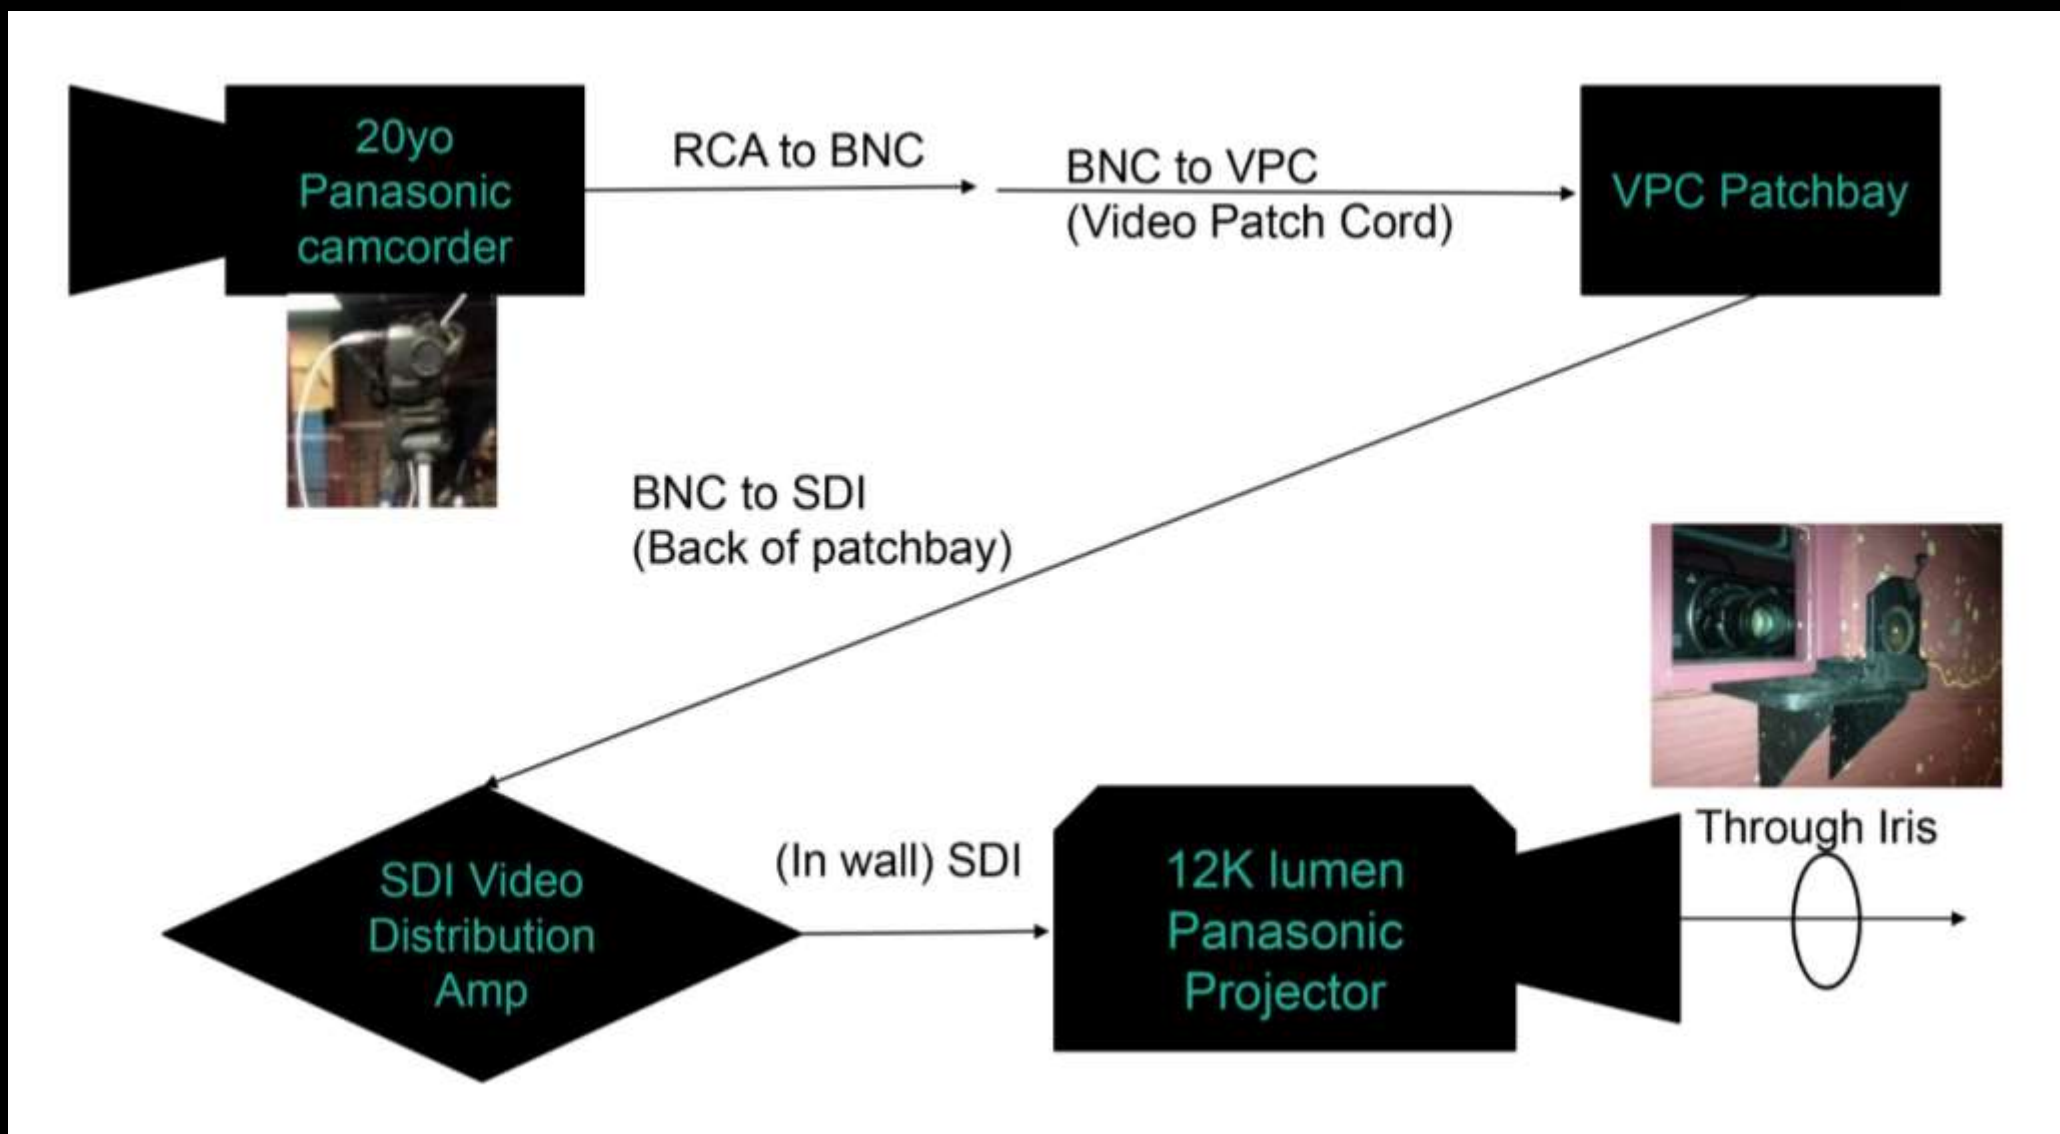 20yo
Panasonic
camcorder
RCA to BNC
BNC to VPC
(Video Patch Cord)
VPC Patchbay
BNC to SDI
(Back of patchbay)
SDI Video
Distribution
Amp
(In wall) SDI
12K lumen
Panasonic
Projector
Through Iris